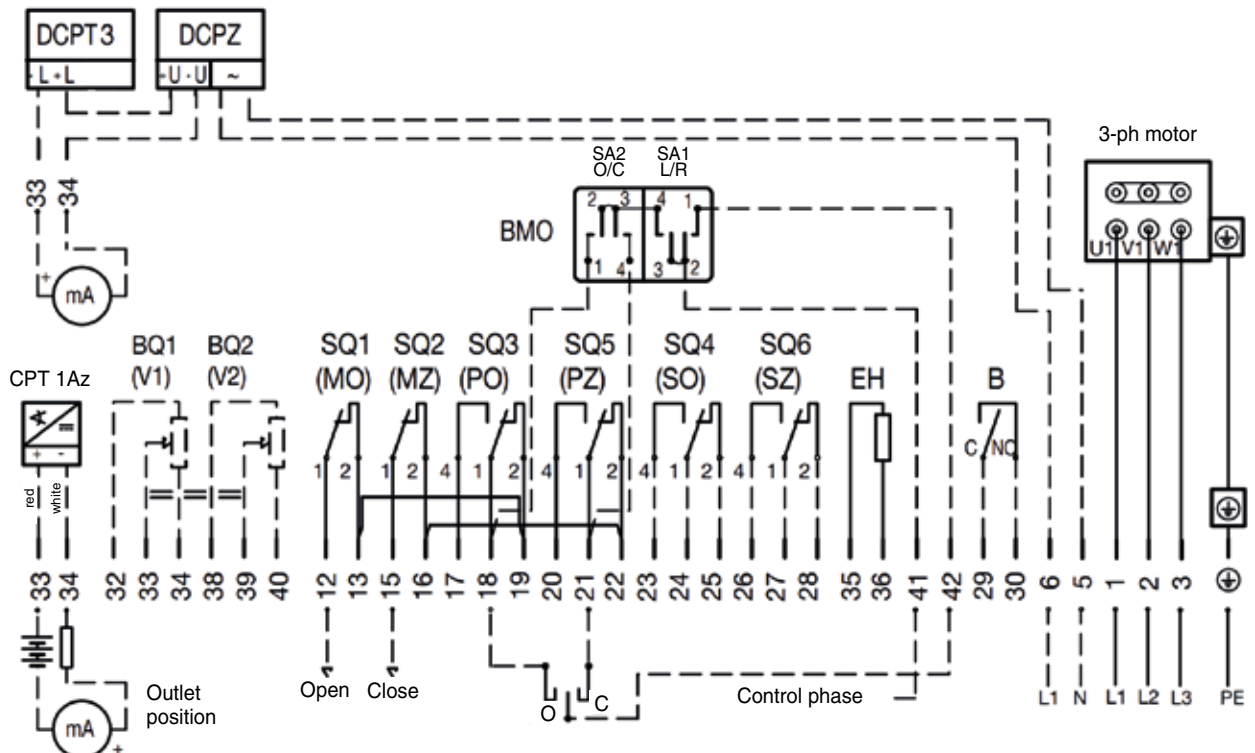 DCPT3 DCPZ
- L + L +U - U ~
3-ph motor
SA2 SA1
O/C L/R
33 34
2 3 4 1
BMO
U1 V1 W1
1 4 3 2
+
mA
BQ1 BQ2 SQ1 SQ2 SQ3 SQ5 SQ4 SQ6
CPT 1Az (V1) (V2) (MO) (MZ) (PO) (PZ) (SO) (SZ) EH B
A
C NC
+ -
1 2 1 2 4 1 2 4 1 2 4 1 2 4 1 2
red white
33 34 32 33 34 38 39 40 12 13 15 16 17 18 19 20 21 22 23 24 25 26 27 28 35 36 41 42 29 30 6 5 1 2 3
Outlet
position
Open Close
O C
Control phase
L1 N L1 L2 L3 PE
mA
+